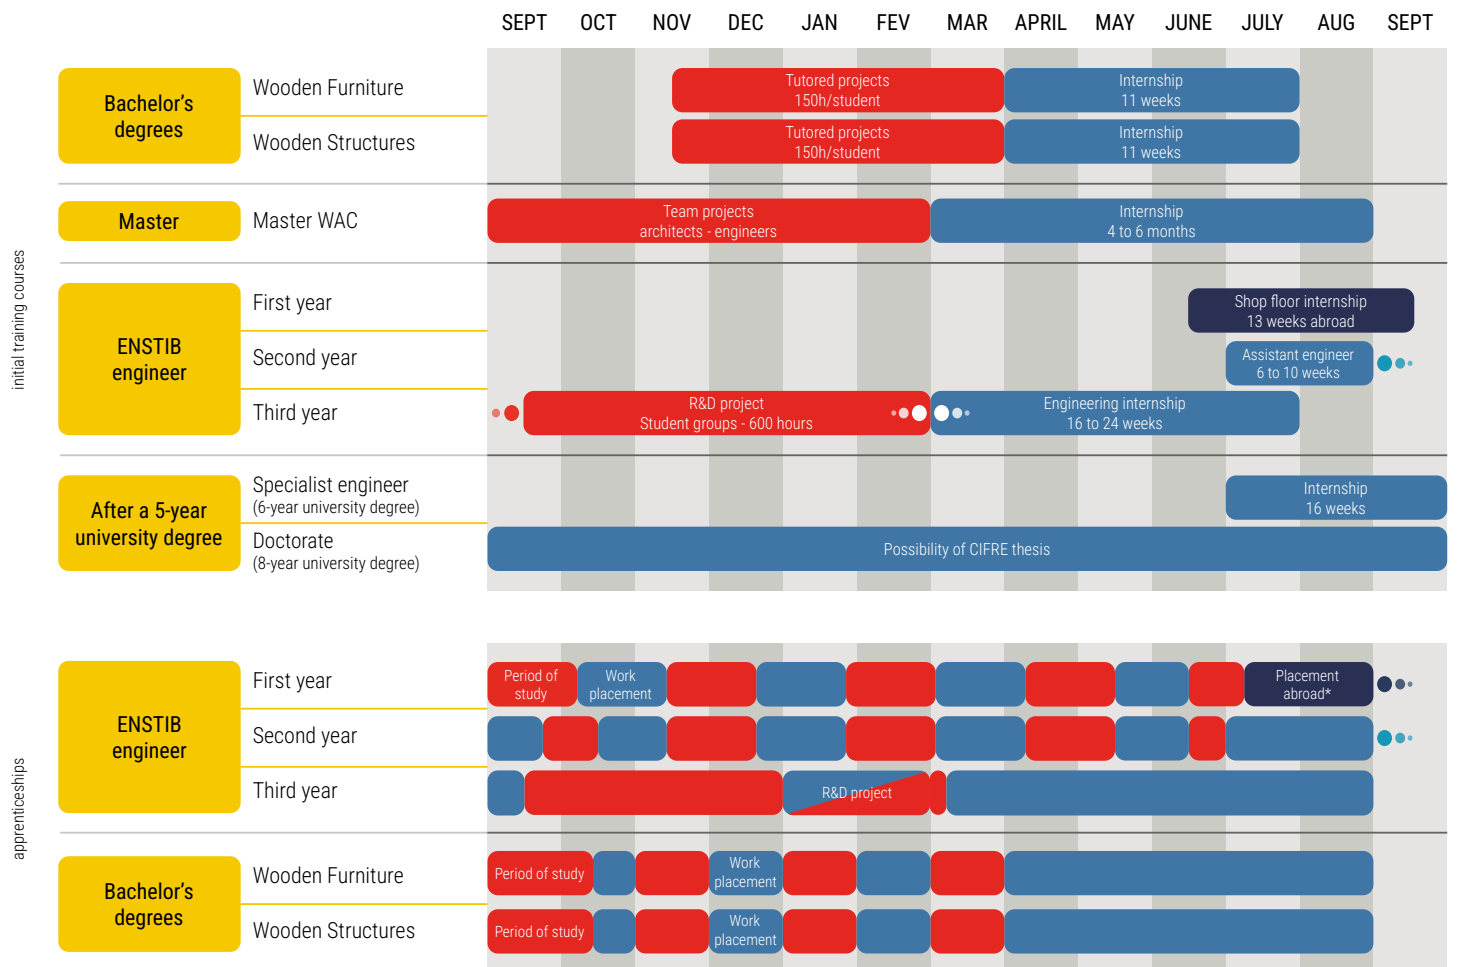 SEPT OCT NOV DEC JAN FEV MAR APRIL MAY JUNE JULY AUG SEPT
initial training courses
Bachelor's
degrees
Wooden Furniture
Tutored projects
150h/student
Internship
11 weeks
Wooden Structures
Tutored projects
150h/student
Internship
11 weeks
Master
Master WAC
Team projects
architects - engineers
Internship
4 to 6 months
ENSTIB
engineer
First year
Shop floor internship
13 weeks abroad
Second year
Assistant engineer
6 to 10 weeks
Third year
R&D project
Student groups - 600 hours
Engineering internship
16 to 24 weeks
After a 5-year
university degree
Specialist engineer
(6-year university degree)
Internship
16 weeks
Doctorate
(8-year university degree)
Possibility of CIFRE thesis
apprenticeships
ENSTIB
engineer
First year
Period of
study
Work
placement
Placement
abroad*
Second year
Third year
R&D project
Bachelor's
degrees
Wooden Furniture
Period of study
Work
placement
Wooden Structures
Period of study
Work
placement